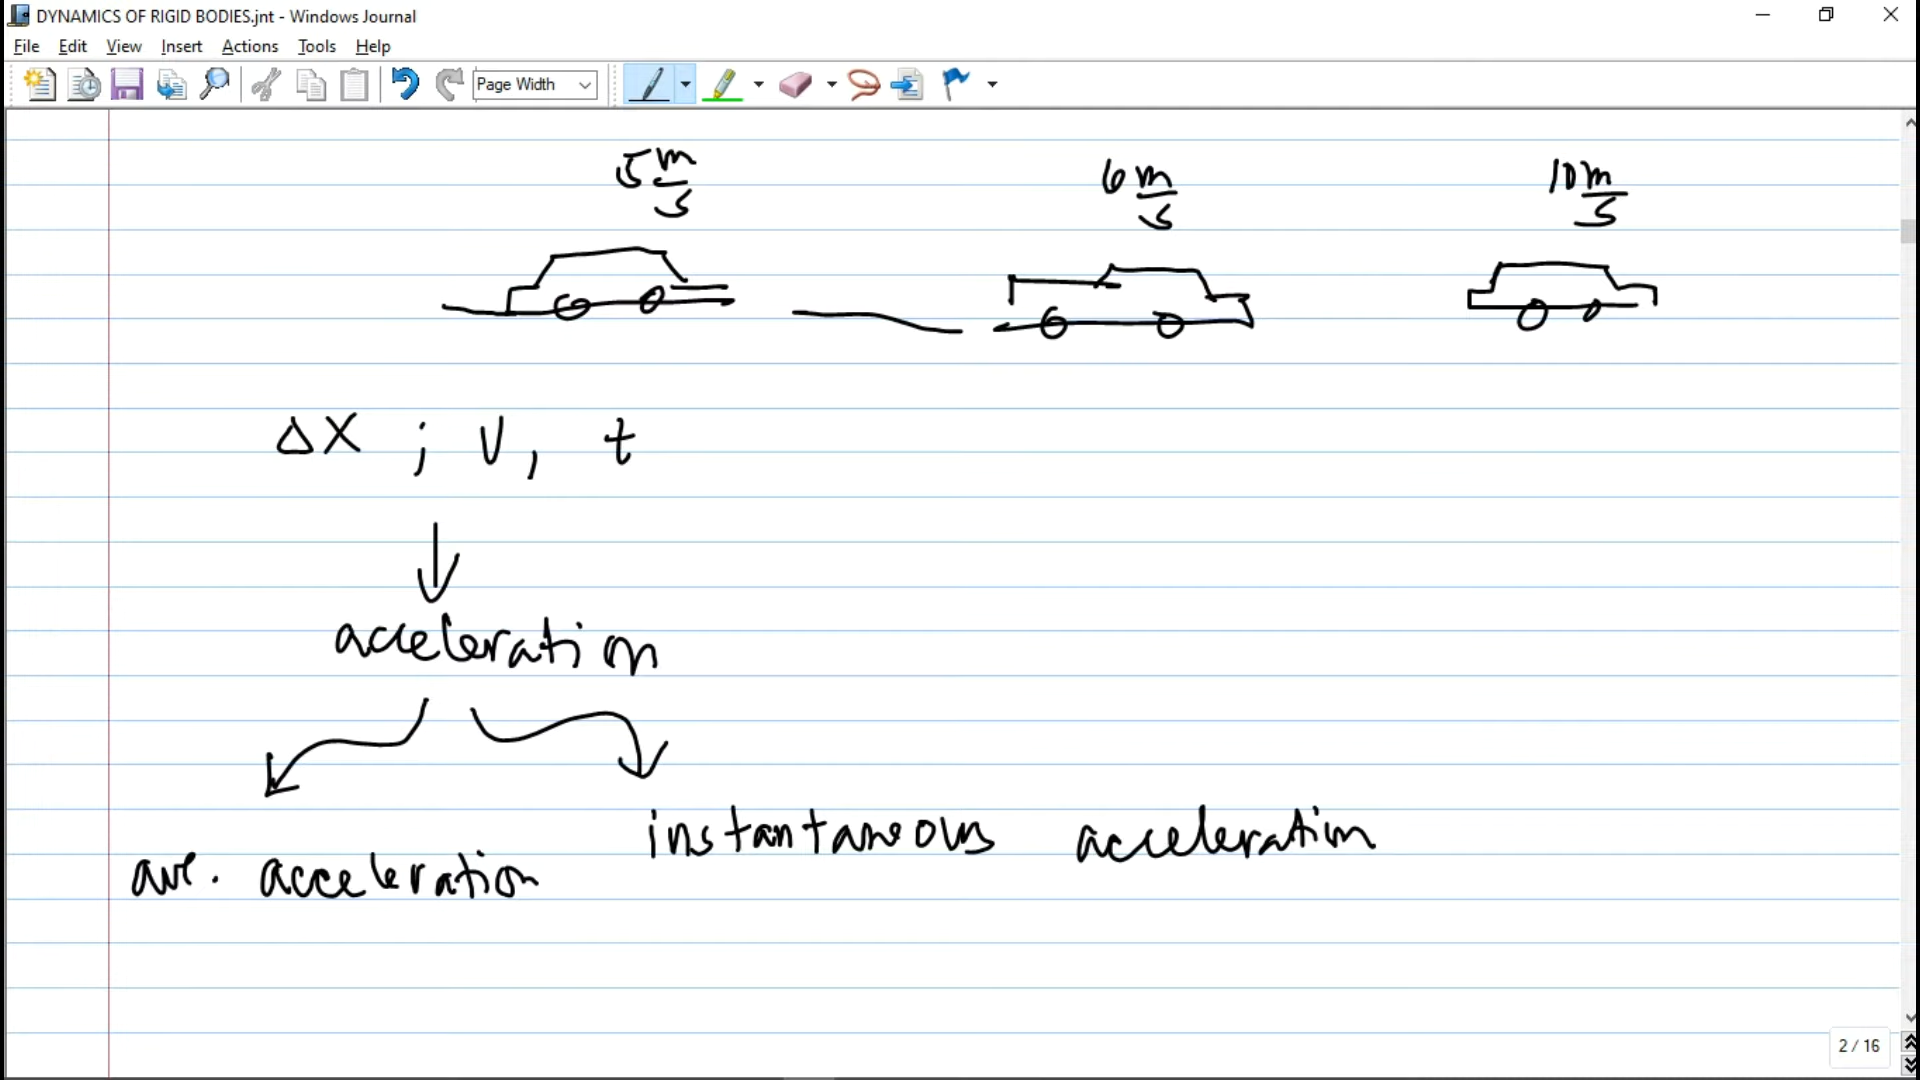 DYNAMICS OF RIGID BODIES.jnt - Windows Journal
File Edit View Insert Actions Tools Help
Page Width
5 m/s 6 m/s 10 m/s
ΔX ; V, t
acceleration
instantaneous acceleration
ave. acceleration
2 / 16